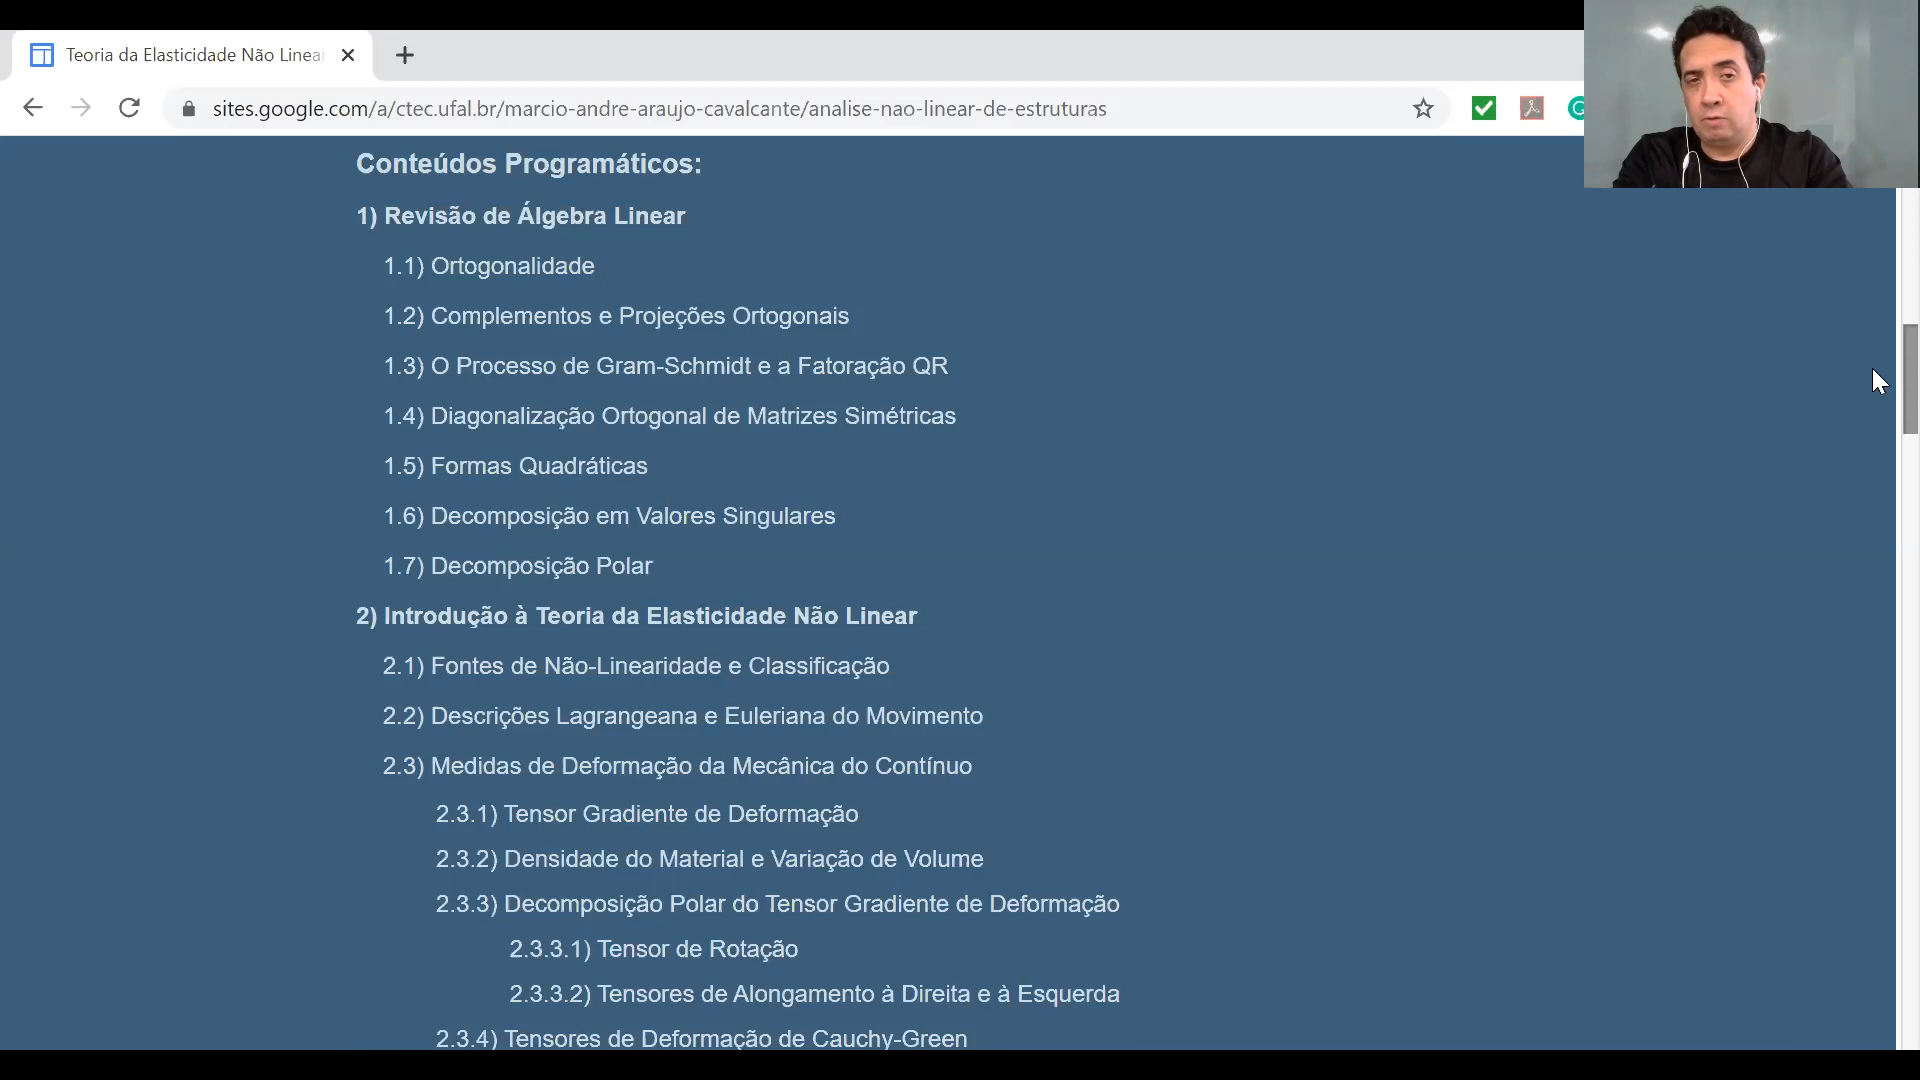 Teoria da Elasticidade Não Linea
sites.google.com/a/ctec.ufal.br/marcio-andre-araujo-cavalcante/analise-nao-linear-de-estruturas
Conteúdos Programáticos:
1) Revisão de Álgebra Linear
1.1) Ortogonalidade
1.2) Complementos e Projeções Ortogonais
1.3) O Processo de Gram-Schmidt e a Fatoração QR
1.4) Diagonalização Ortogonal de Matrizes Simétricas
1.5) Formas Quadráticas
1.6) Decomposição em Valores Singulares
1.7) Decomposição Polar
2) Introdução à Teoria da Elasticidade Não Linear
2.1) Fontes de Não-Linearidade e Classificação
2.2) Descrições Lagrangeana e Euleriana do Movimento
2.3) Medidas de Deformação da Mecânica do Contínuo
2.3.1) Tensor Gradiente de Deformação
2.3.2) Densidade do Material e Variação de Volume
2.3.3) Decomposição Polar do Tensor Gradiente de Deformação
2.3.3.1) Tensor de Rotação
2.3.3.2) Tensores de Alongamento à Direita e à Esquerda
2.3.4) Tensores de Deformação de Cauchy-Green